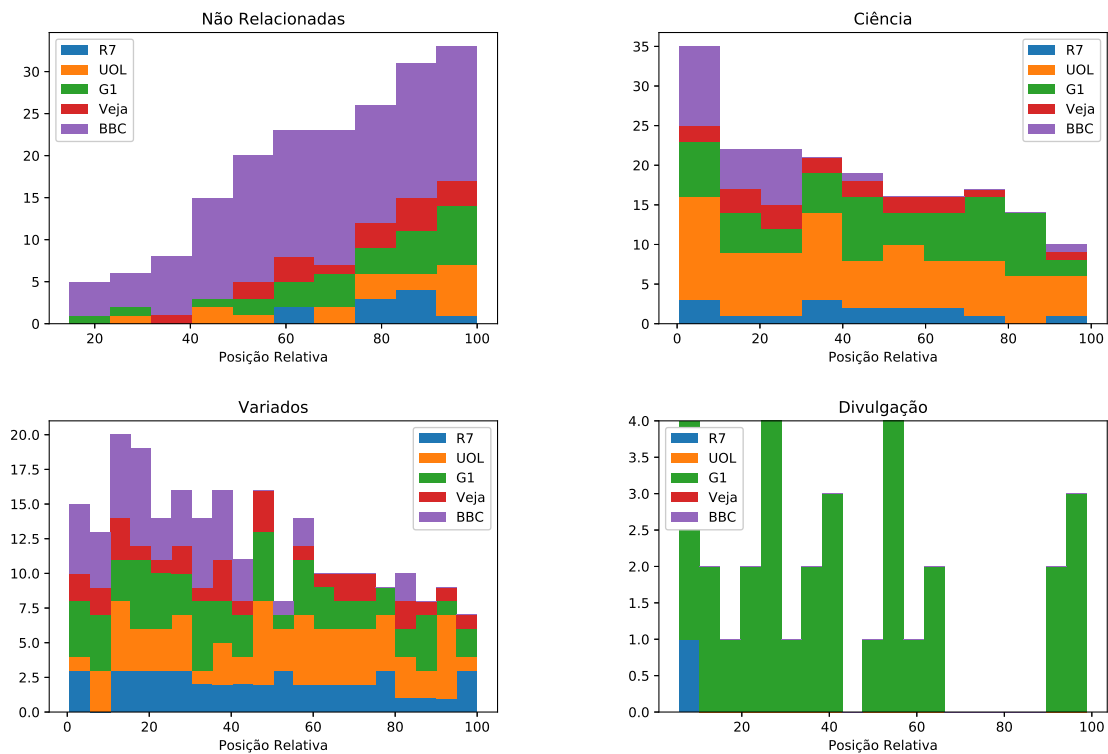 Não Relacionadas
R7
UOL
G1
Veja
BBC
30
25
20
15
10
5
0
20
40
60
80
100
Posição Relativa
Ciência
R7
UOL
G1
Veja
BBC
35
30
25
20
15
10
5
0
0
20
40
60
80
100
Posição Relativa
Variados
R7
UOL
G1
Veja
BBC
20.0
17.5
15.0
12.5
10.0
7.5
5.0
2.5
0.0
0
20
40
60
80
100
Posição Relativa
Divulgação
R7
UOL
G1
Veja
BBC
4.0
3.5
3.0
2.5
2.0
1.5
1.0
0.5
0.0
20
40
60
80
100
Posição Relativa